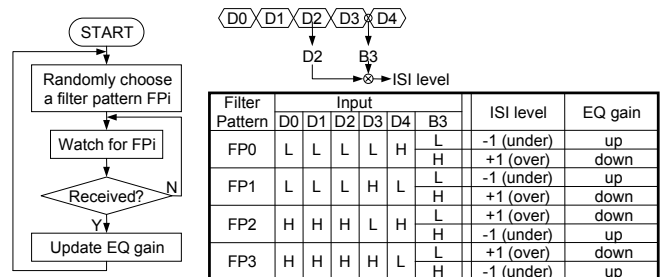 START
Randomly choose
a filter pattern FPi
Watch for FPi
Received?
N
Y
Update EQ gain
D0 D1 D2 D3 D4
D2 B3
ISI level
Filter Pattern Input ISI level EQ gain
D0 D1 D2 D3 D4 B3
FP0 L L L L H L -1 (under) up
H +1 (over) down
FP1 L L L H L L -1 (under) up
H +1 (over) down
FP2 H H H L H L +1 (over) down
H -1 (under) up
FP3 H H H H L L +1 (over) down
H -1 (under) up